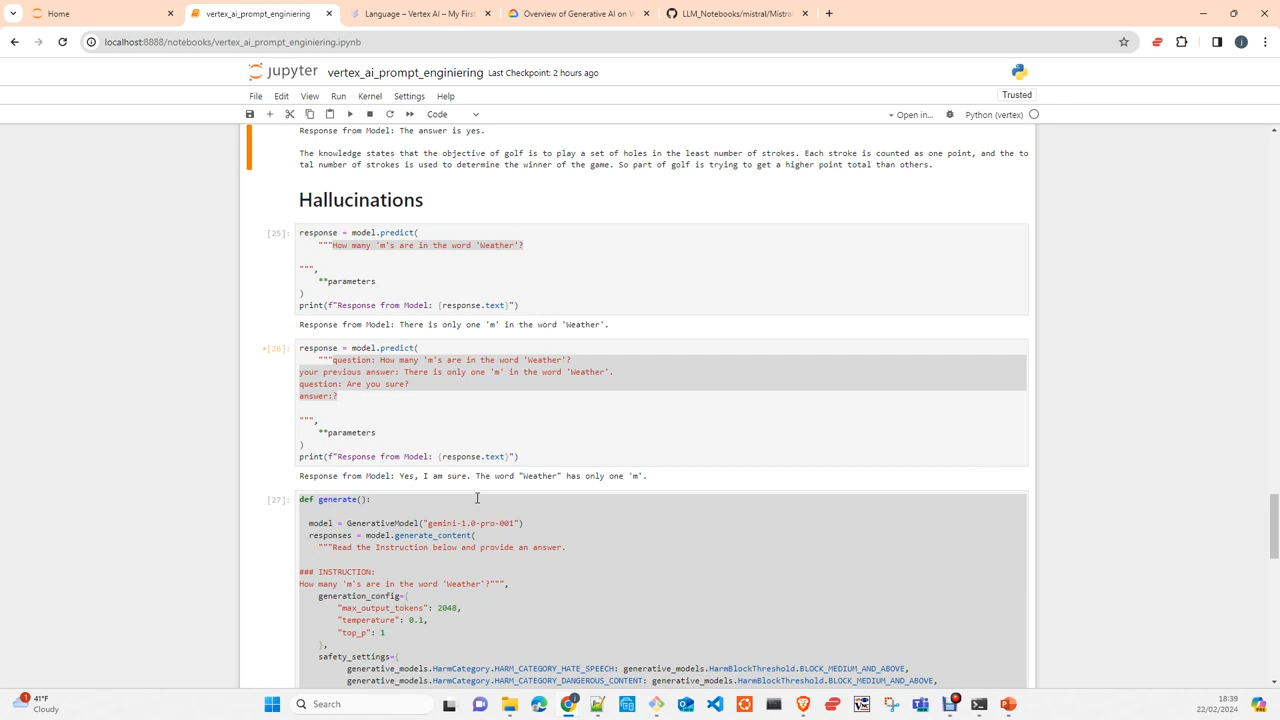 Home
vertex_ai_prompt_enginiering
Language – Vertex AI – My First
Overview of Generative AI on V
LLM_Notebooks/mistral/Mistral
localhost:8888/notebooks/vertex_ai_prompt_enginiering.ipynb
jupyter vertex_ai_prompt_enginiering Last Checkpoint: 2 hours ago
File Edit View Run Kernel Settings Help
Trusted
Code
Open in...
Python (vertex)
Response from Model: The answer is yes.
The knowledge states that the objective of golf is to play a set of holes in the least number of strokes. Each stroke is counted as one point, and the to
tal number of strokes is used to determine the winner of the game. So part of golf is trying to get a higher point total than others.
Hallucinations
[25]: response = model.predict(
"""How many 'm's are in the word 'Weather'?
""",
**parameters
)
print(f"Response from Model: {response.text}")
Response from Model: There is only one 'm' in the word 'Weather'.
•[26]: response = model.predict(
"""question: How many 'm's are in the word 'Weather'?
your previous answer: There is only one 'm' in the word 'Weather'.
question: Are you sure?
answer:?
""",
**parameters
)
print(f"Response from Model: {response.text}")
Response from Model: Yes, I am sure. The word "Weather" has only one 'm'.
[27]: def generate():
model = GenerativeModel("gemini-1.0-pro-001")
responses = model.generate_content(
"""Read the Instruction below and provide an answer.
### INSTRUCTION:
How many 'm's are in the word 'Weather'?""",
generation_config={
"max_output_tokens": 2048,
"temperature": 0.1,
"top_p": 1
},
safety_settings={
generative_models.HarmCategory.HARM_CATEGORY_HATE_SPEECH: generative_models.HarmBlockThreshold.BLOCK_MEDIUM_AND_ABOVE,
generative_models.HarmCategory.HARM_CATEGORY_DANGEROUS_CONTENT: generative_models.HarmBlockThreshold.BLOCK_MEDIUM_AND_ABOVE,
41°F
Cloudy
Search
18:39
22/02/2024